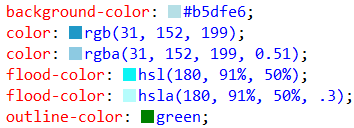 background-color: #b5dfe6;
color: rgb(31, 152, 199);
color: rgba(31, 152, 199, 0.51);
flood-color: hsl(180, 91%, 50%);
flood-color: hsla(180, 91%, 50%, .3);
outline-color: green;